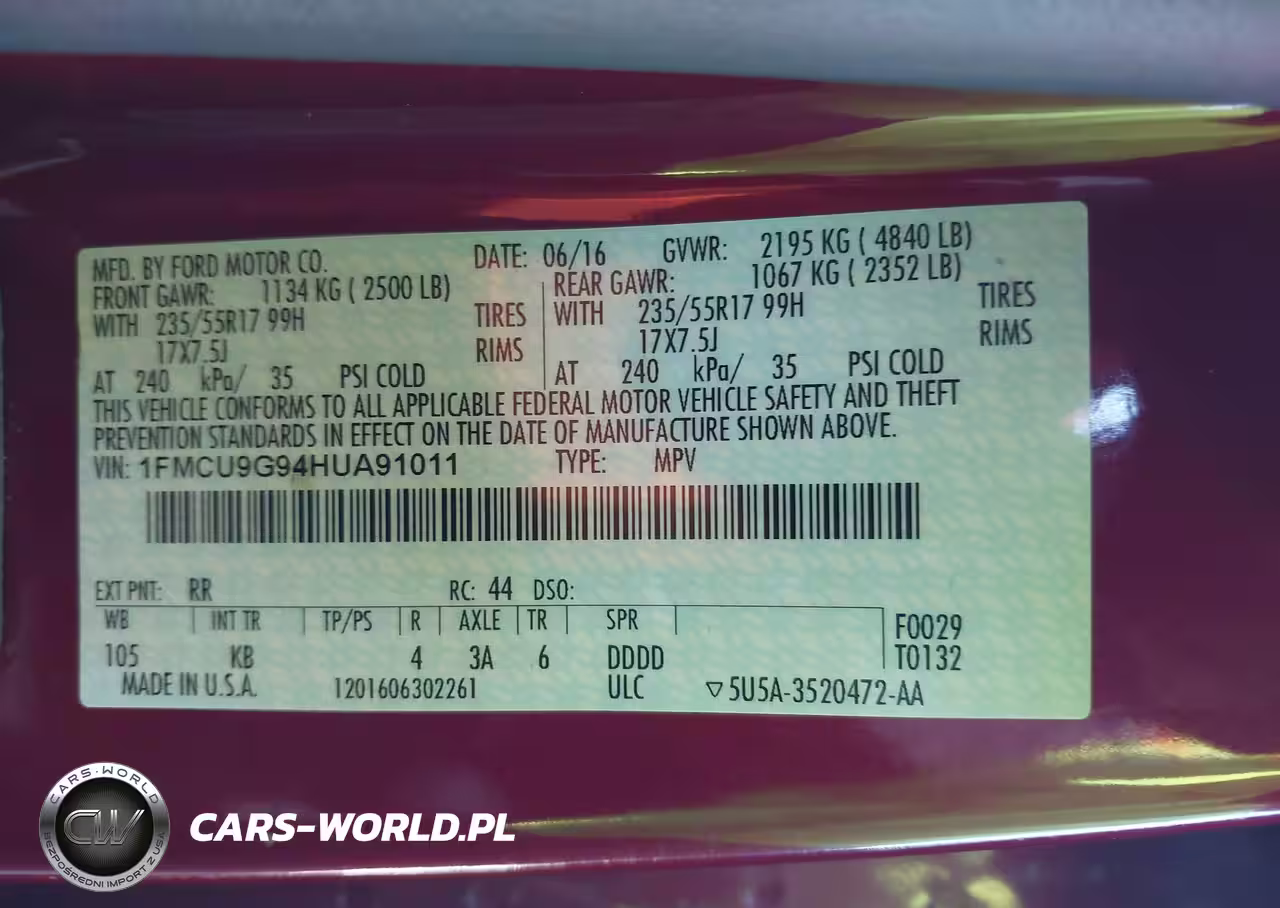 MFD. BY FORD MOTOR CO. DATE: 06/16 GVWR: 2195 KG ( 4840 LB)
FRONT GAWR: 1134 KG ( 2500 LB) REAR GAWR: 1067 KG ( 2352 LB)
WITH 235/55R17 99H TIRES WITH 235/55R17 99H TIRES
17X7.5J RIMS 17X7.5J RIMS
AT 240 kPa/ 35 PSI COLD AT 240 kPa/ 35 PSI COLD
THIS VEHICLE CONFORMS TO ALL APPLICABLE FEDERAL MOTOR VEHICLE SAFETY AND THEFT
PREVENTION STANDARDS IN EFFECT ON THE DATE OF MANUFACTURE SHOWN ABOVE.
VIN: 1FMCU9G94HUA91011 TYPE: MPV
EXT PNT: RR RC: 44 DSO:
WB INT TR TP/PS R AXLE TR SPR F0029
105 KB 4 3A 6 DDDD T0132
MADE IN U.S.A. 1201606302261 ULC ▽5U5A-3520472-AA
CARS-WORLD
CW
BEZPOŚREDNI IMPORT Z USA
CARS-WORLD.PL